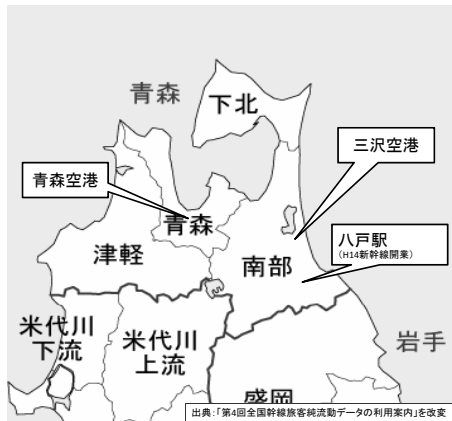 青森
下北
三沢空港
青森空港
青森
八戸駅
(H14新幹線開業)
津軽
南部
米代川
下流
米代川
上流
岩手
盛岡
出典：「第4回全国幹線旅客純流動データの利用案内」を改変